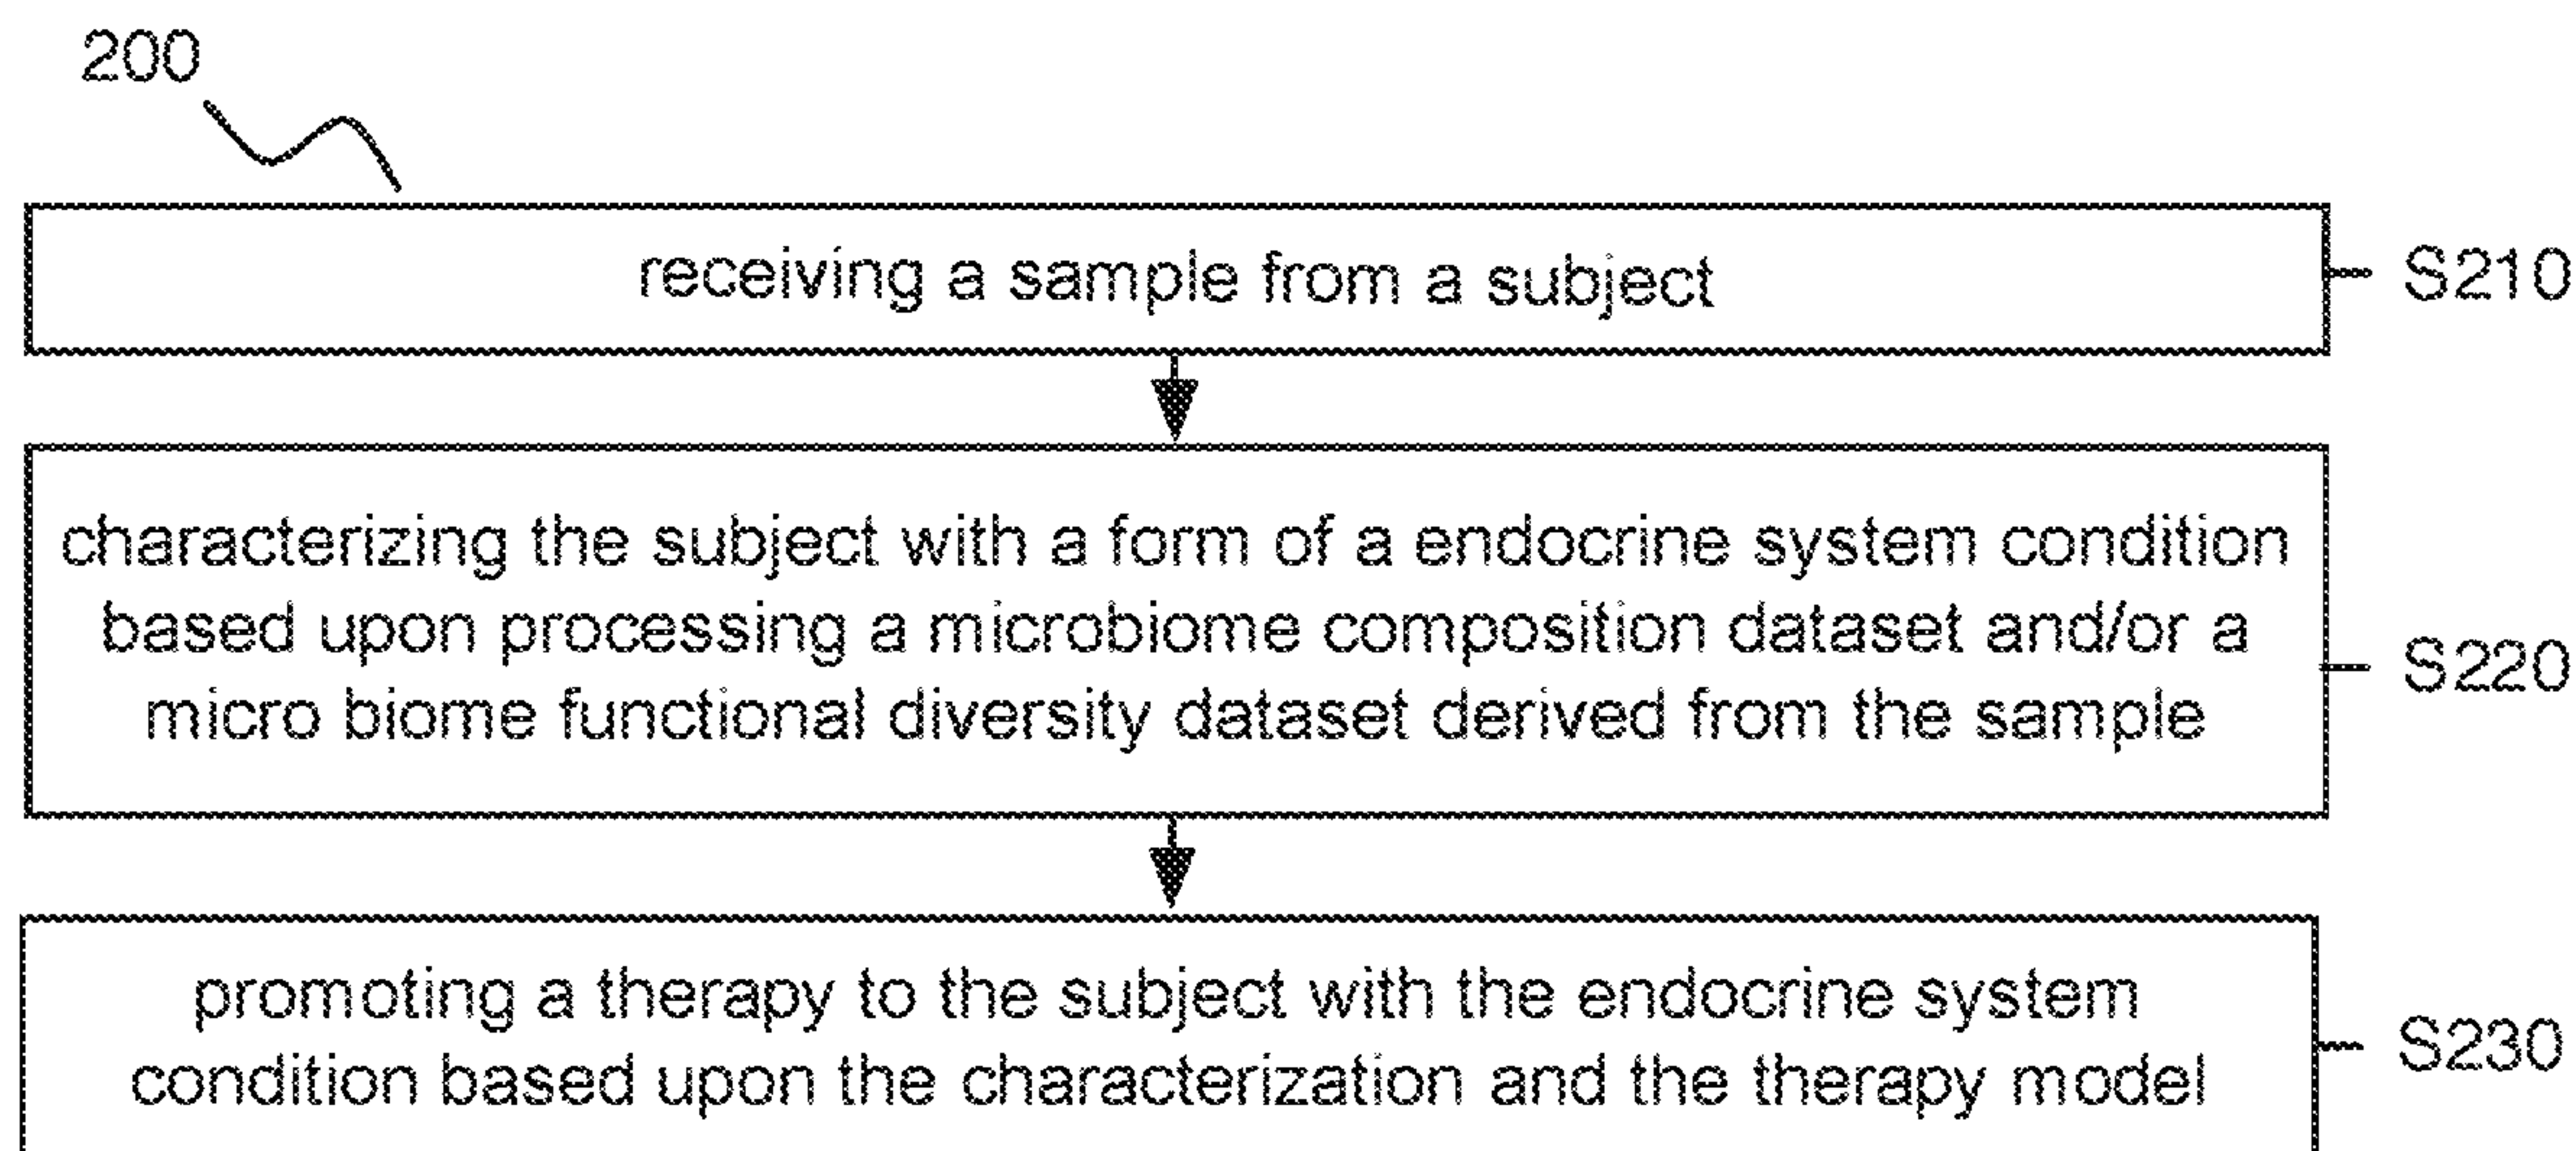 200
receiving a sample from a subject
S210
characterizing the subject with a form of a endocrine system condition
based upon processing a microbiome composition dataset and/or a
S220
micro biome functional diversity dataset derived from the sample
promoting a therapy to the subject with the endocrine system
S230
condition based upon the characterization and the therapy model